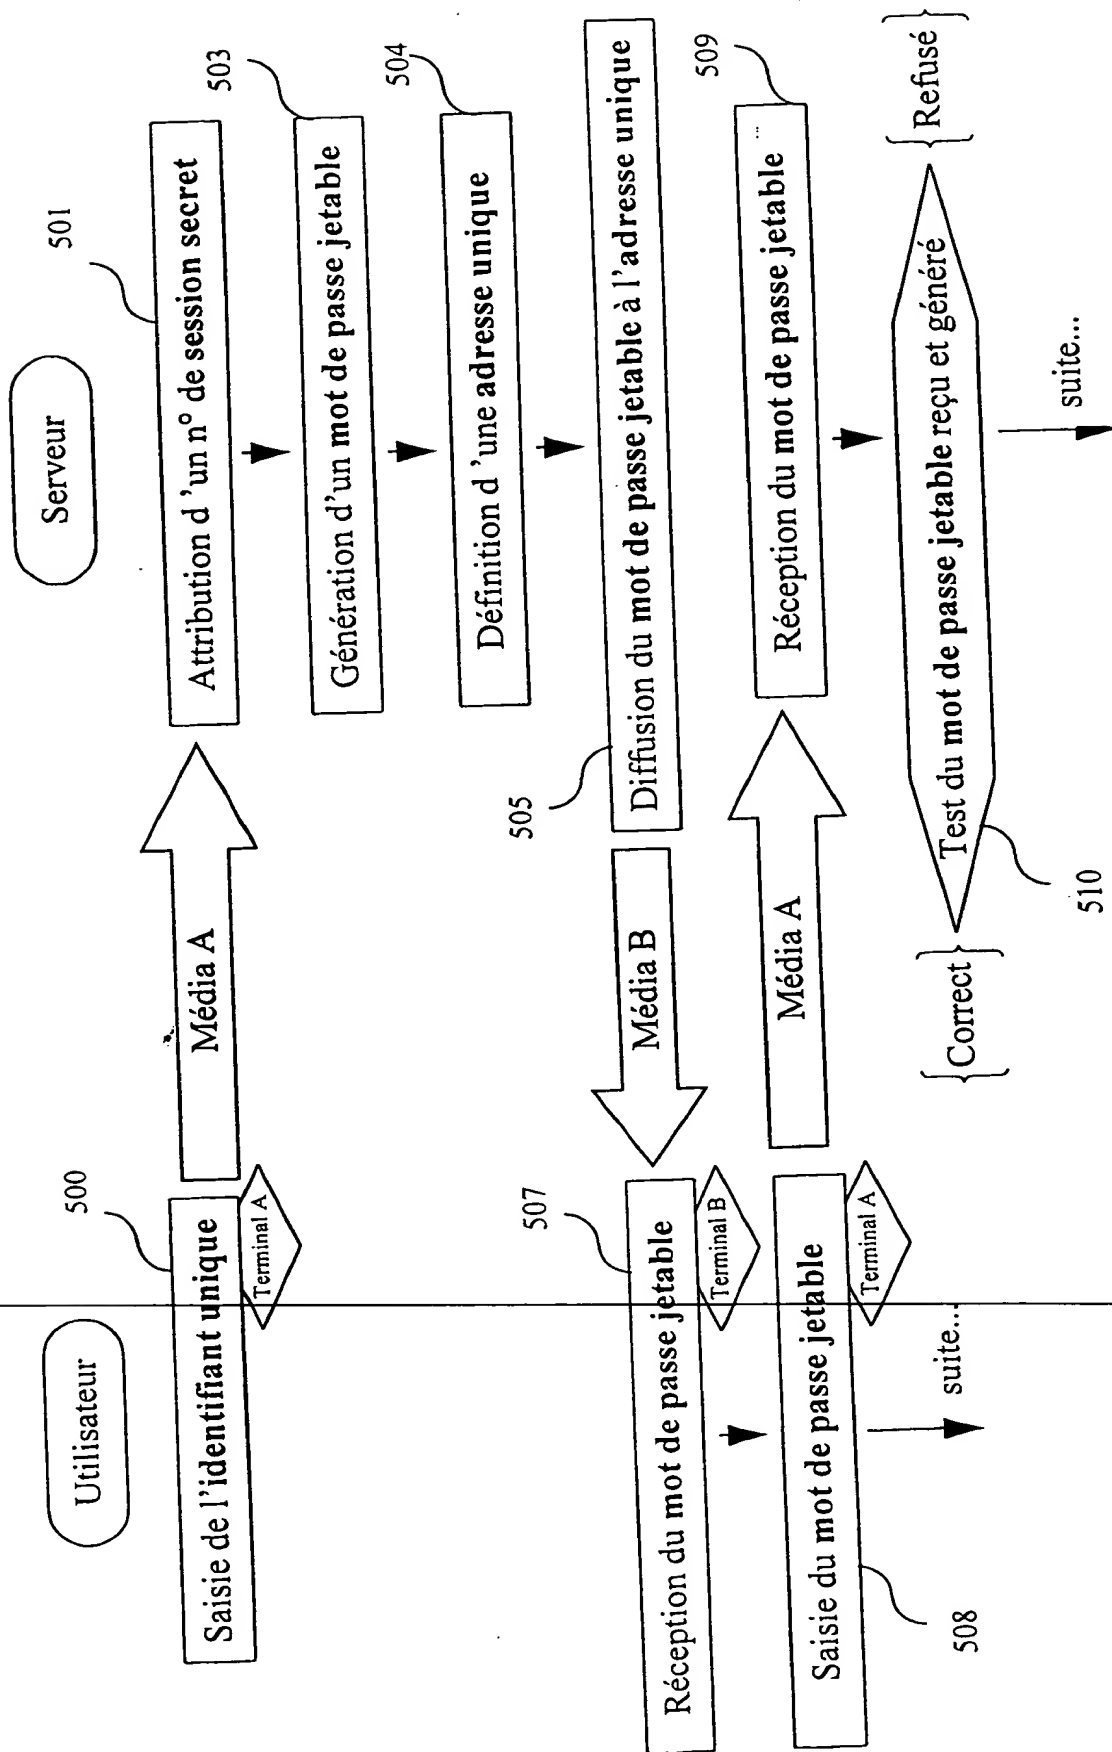 Utilisateur
Serveur
500
Saisie de l'identifiant unique
Terminal A
Média A
501
Attribution d 'un n° de session secret
503
Génération d'un mot de passe jetable
504
Définition d 'une adresse unique
505
Diffusion du mot de passe jetable à l'adresse unique
Média B
507
Réception du mot de passe jetable
Terminal B
Saisie du mot de passe jetable
508
Terminal A
Média A
509
Réception du mot de passe jetable
Test du mot de passe jetable reçu et généré
510
{Correct}
{Refusé}
suite...
suite...